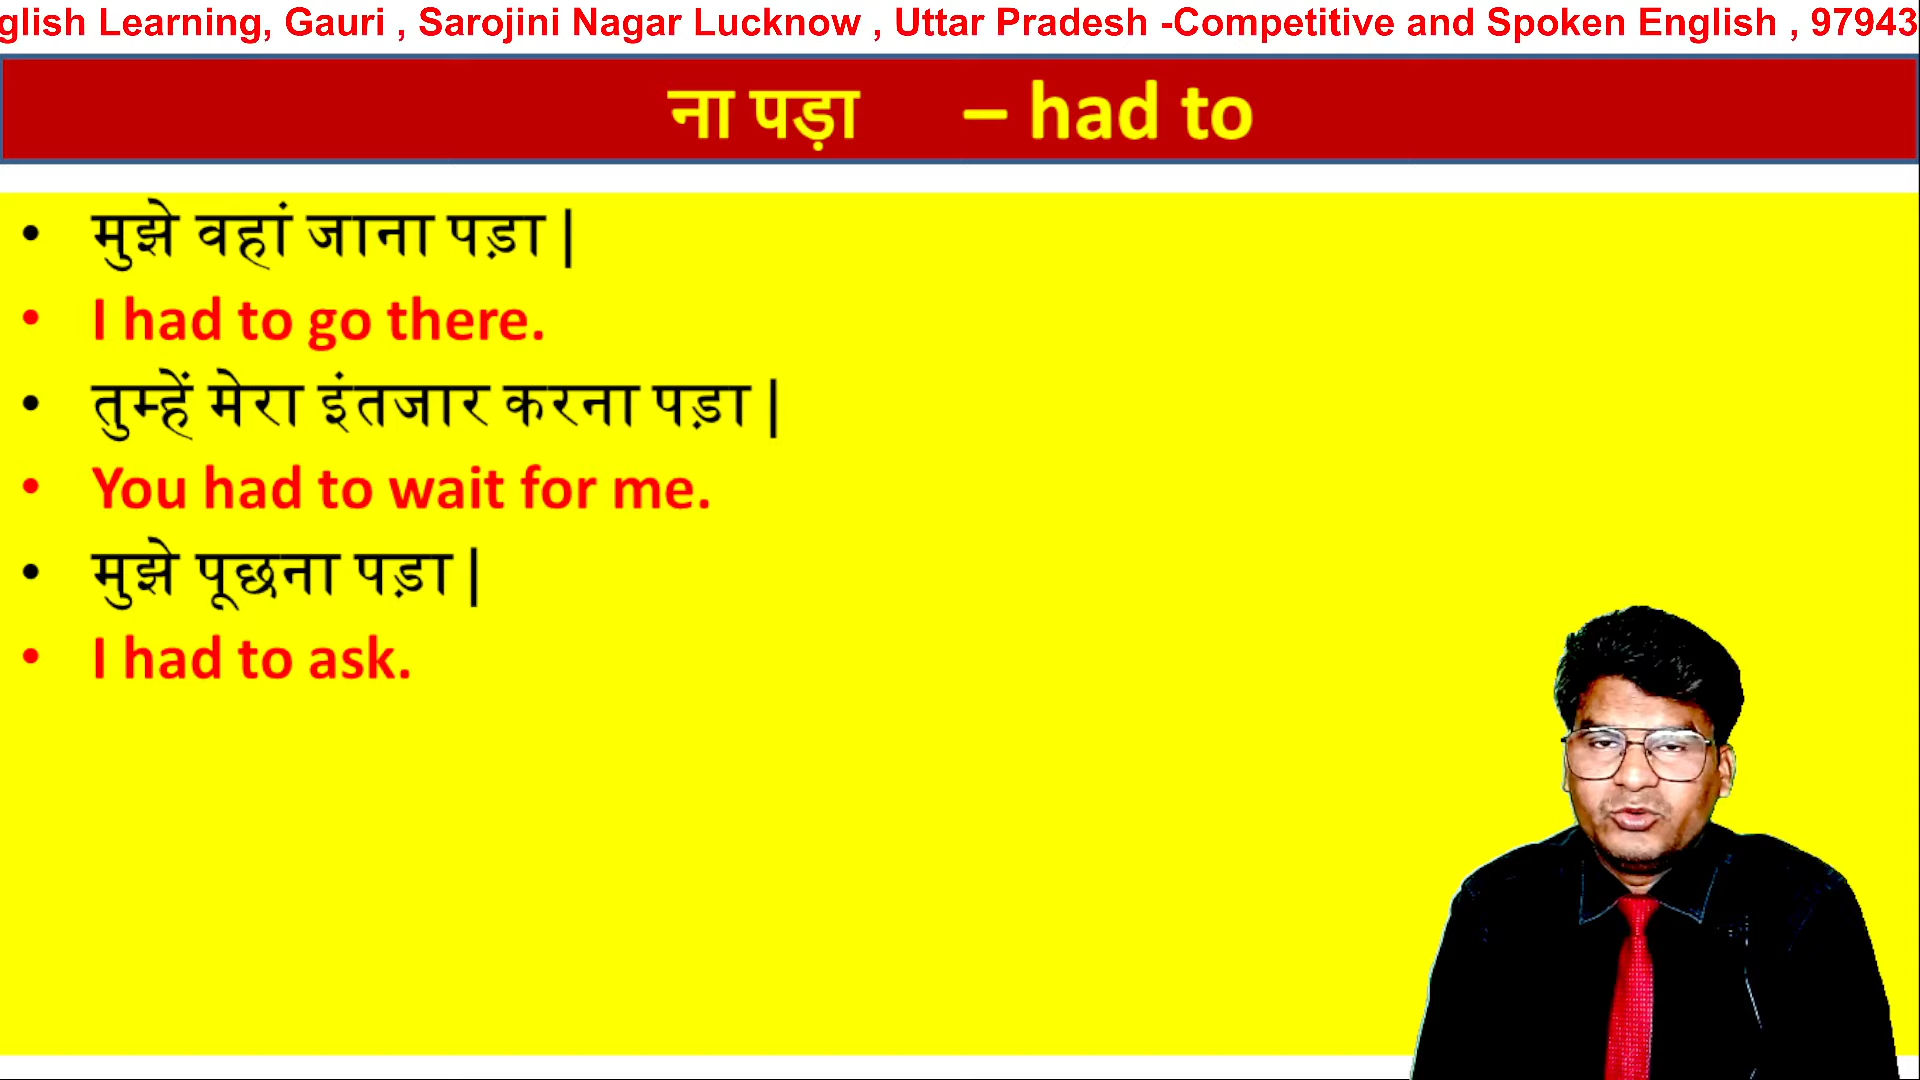 glish Learning, Gauri , Sarojini Nagar Lucknow , Uttar Pradesh -Competitive and Spoken English , 97943
ना पड़ा – had to
• मुझे वहां जाना पड़ा |
• I had to go there.
• तुम्हें मेरा इंतजार करना पड़ा |
• You had to wait for me.
• मुझे पूछना पड़ा |
• I had to ask.